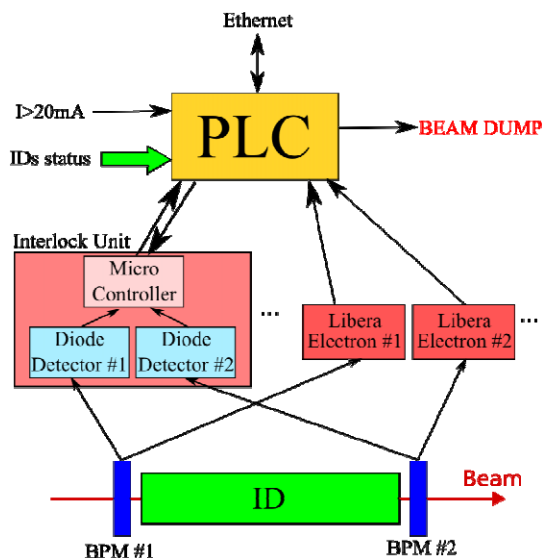 Ethernet
I>20mA
PLC
BEAM DUMP
IDs status
Interlock Unit
Micro
Controller
...
Diode
Detector #1
Diode
Detector #2
Libera
Electron #1
Libera
Electron #2
...
ID
Beam
BPM #1
BPM #2